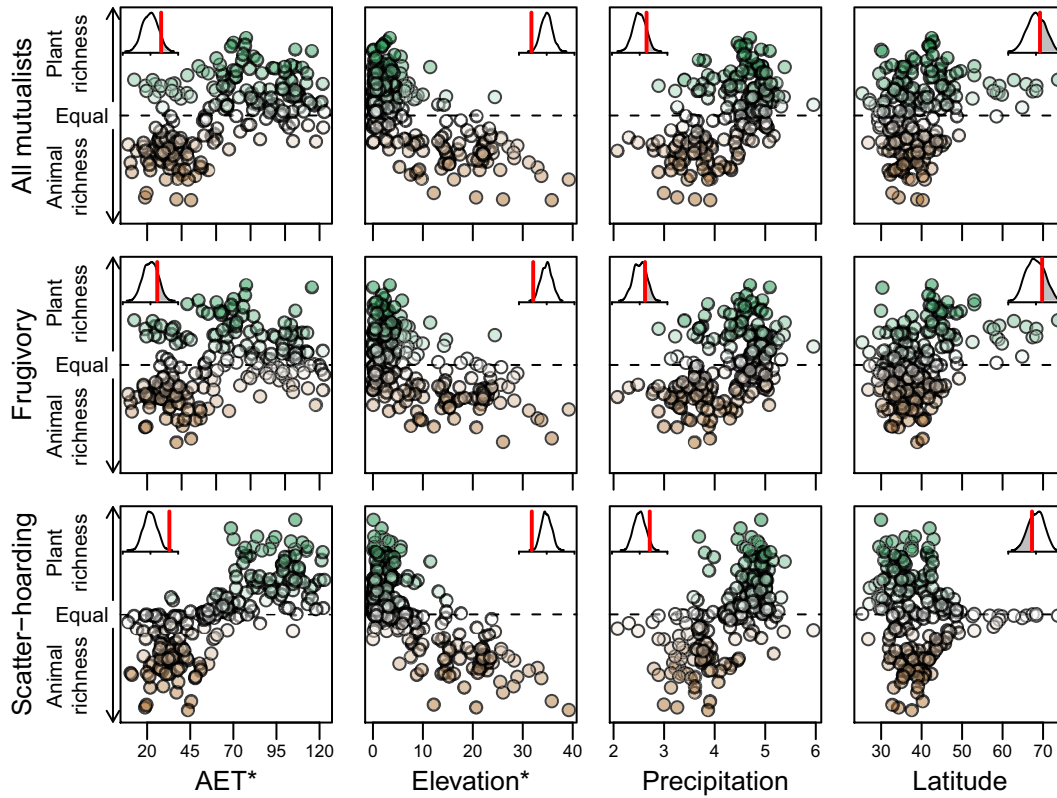 All mutualists
Plant
richness
Equal
Animal
richness
Frugivory
Plant
richness
Equal
Animal
richness
Scatter−hoarding
Plant
richness
Equal
Animal
richness
20 45 70 95 120
0 10 20 30 40
2 3 4 5 6
30 40 50 60 70
AET*
Elevation*
Precipitation
Latitude